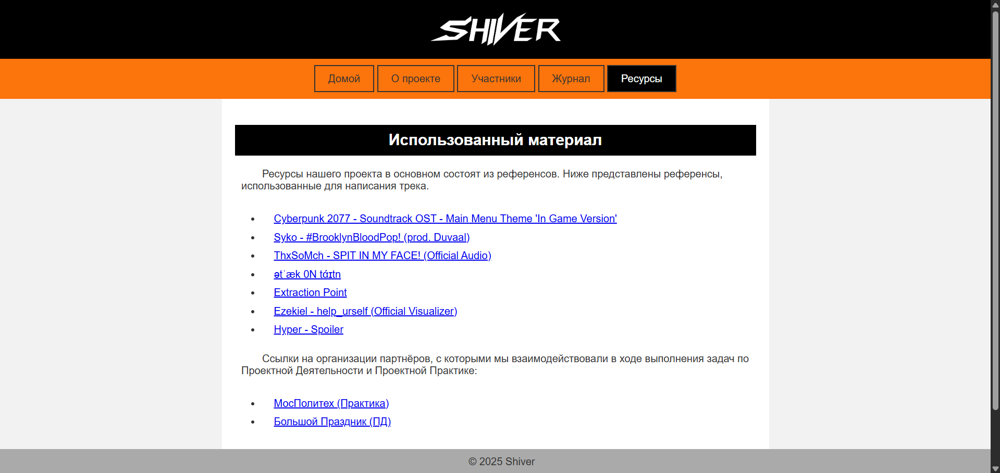 SHIVER
Домой О проекте Участники Журнал Ресурсы
Использованный материал
Ресурсы нашего проекта в основном состоят из референсов. Ниже представлены референсы,
использованные для написания трека.
Cyberpunk 2077 - Soundtrack OST - Main Menu Theme 'In Game Version'
Syko - #BrooklynBloodPop! (prod. Duvaal)
ThxSoMch - SPIT IN MY FACE! (Official Audio)
ətˈæk 0N tάɪtn
Extraction Point
Ezekiel - help_urself (Official Visualizer)
Hyper - Spoiler
Ссылки на организации партнёров, с которыми мы взаимодействовали в ходе выполнения задач по
Проектной Деятельности и Проектной Практике:
МосПолитех (Практика)
Большой Праздник (ПД)
© 2025 Shiver